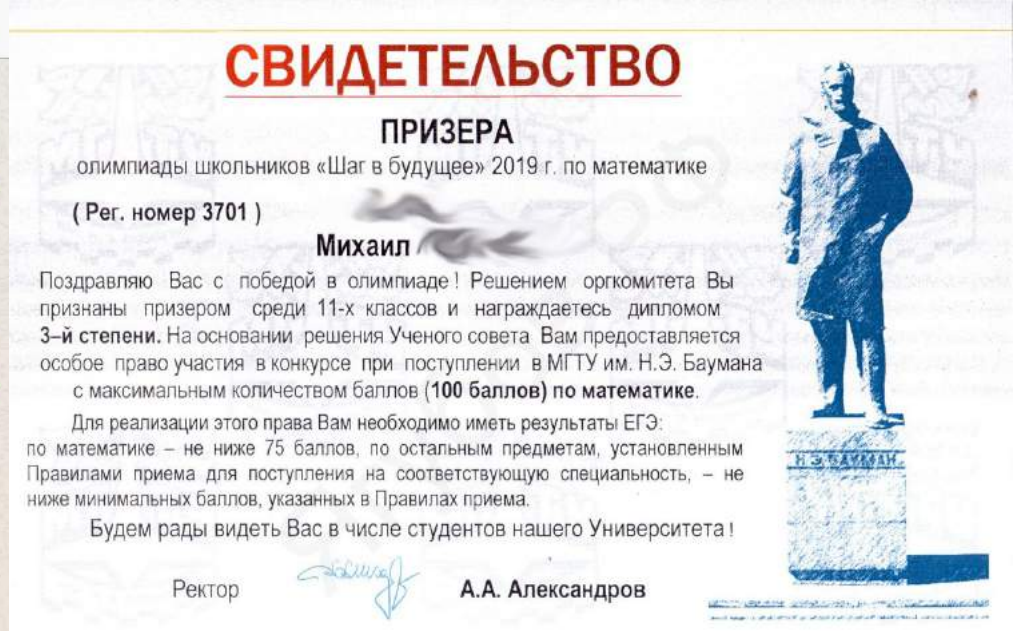 СВИДЕТЕЛЬСТВО
ПРИЗЕРА
олимпиады школьников «Шаг в будущее» 2019 г. по математике
( Рег. номер 3701 )
Михаил
Поздравляю Вас с победой в олимпиаде ! Решением оргкомитета Вы
признаны призером среди 11-х классов и награждаетесь дипломом
3–й степени. На основании решения Ученого совета Вам предоставляется
особое право участия в конкурсе при поступлении в МГТУ им. Н.Э. Баумана
с максимальным количеством баллов (100 баллов) по математике.
Для реализации этого права Вам необходимо иметь результаты ЕГЭ:
по математике – не ниже 75 баллов, по остальным предметам, установленным
Правилами приема для поступления на соответствующую специальность, – не
ниже минимальных баллов, указанных в Правилах приема.
Будем рады видеть Вас в числе студентов нашего Университета !
Н.Э.БАУМАН
Ректор А.А. Александров